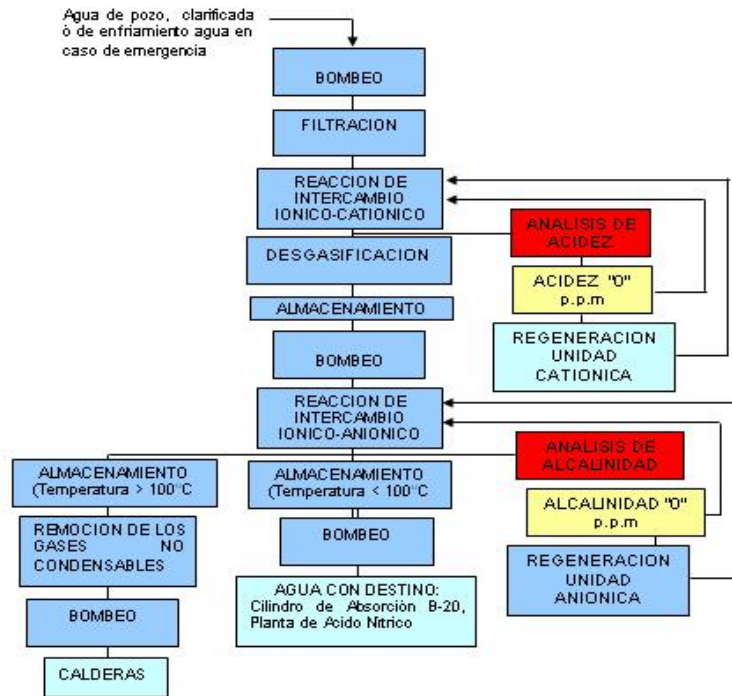 Agua de pozo, clarificada
ò de enfriamiento agua en
caso de emergencia
BOMBEO
FILTRACION
REACCION DE
INTERCAMBIO
IONICO-CATIONICO
ANALISIS DE
ACIDEZ
DESGASIFICACION
ACIDEZ "0"
p.p.m
ALMACENAMIENTO
REGENERACION
UNIDAD
CATIONICA
BOMBEO
REACCION DE
INTERCAMBIO
IONICO-ANIONICO
ANALISIS DE
ALCALINIDAD
ALMACENAMIENTO
(Temperatura > 100°C
ALMACENAMIENTO
(Temperatura < 100°C
ALCALINIDAD "0"
p.p.m
REMOCION DE LOS
GASES NO
CONDENSABLES
BOMBEO
REGENERACION
UNIDAD
ANIONICA
AGUA CON DESTINO:
Cilindro de Absorción B-20,
Planta de Acido Nitrico
BOMBEO
CALDERAS